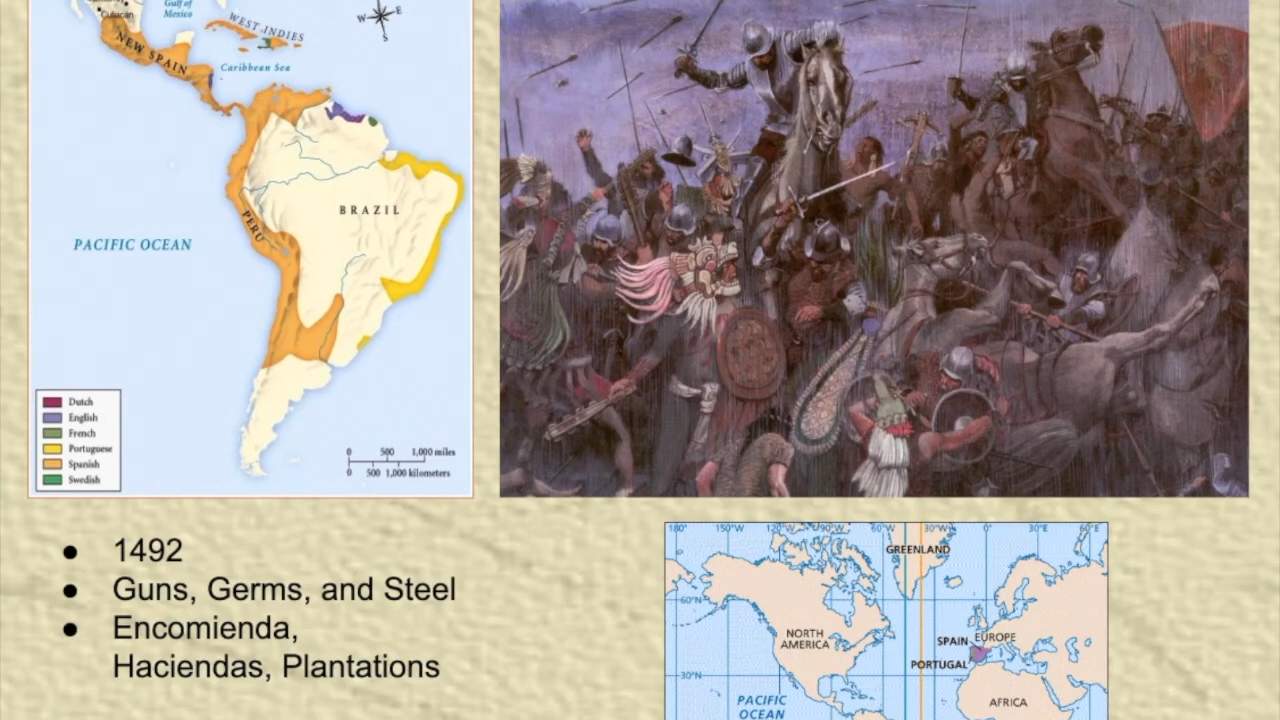 Culiacan
Gulf of
Mexico
WEST INDIES
W
E
S
NEW SPAIN
Caribbean Sea
BRAZIL
PERU
PACIFIC OCEAN
Dutch
English
French
Portuguese
Spanish
Swedish
0 500 1,000 miles
0 500 1,000 kilometers
● 1492
● Guns, Germs, and Steel
● Encomienda,
Haciendas, Plantations
180° 150°W 120°W 90°W 60°W 30°W 0° 30°E 60°E
GREENLAND
60°N
NORTH
AMERICA
SPAIN
EUROPE
PORTUGAL
30°N
PACIFIC
OCEAN
AFRICA